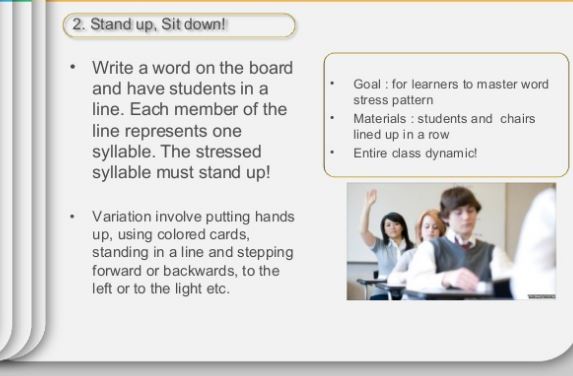 2. Stand up, Sit down!
• Write a word on the board
and have students in a
line. Each member of the
line represents one
syllable. The stressed
syllable must stand up!
• Variation involve putting hands
up, using colored cards,
standing in a line and stepping
forward or backwards, to the
left or to the light etc.
• Goal : for learners to master word
stress pattern
• Materials : students and chairs
lined up in a row
• Entire class dynamic!